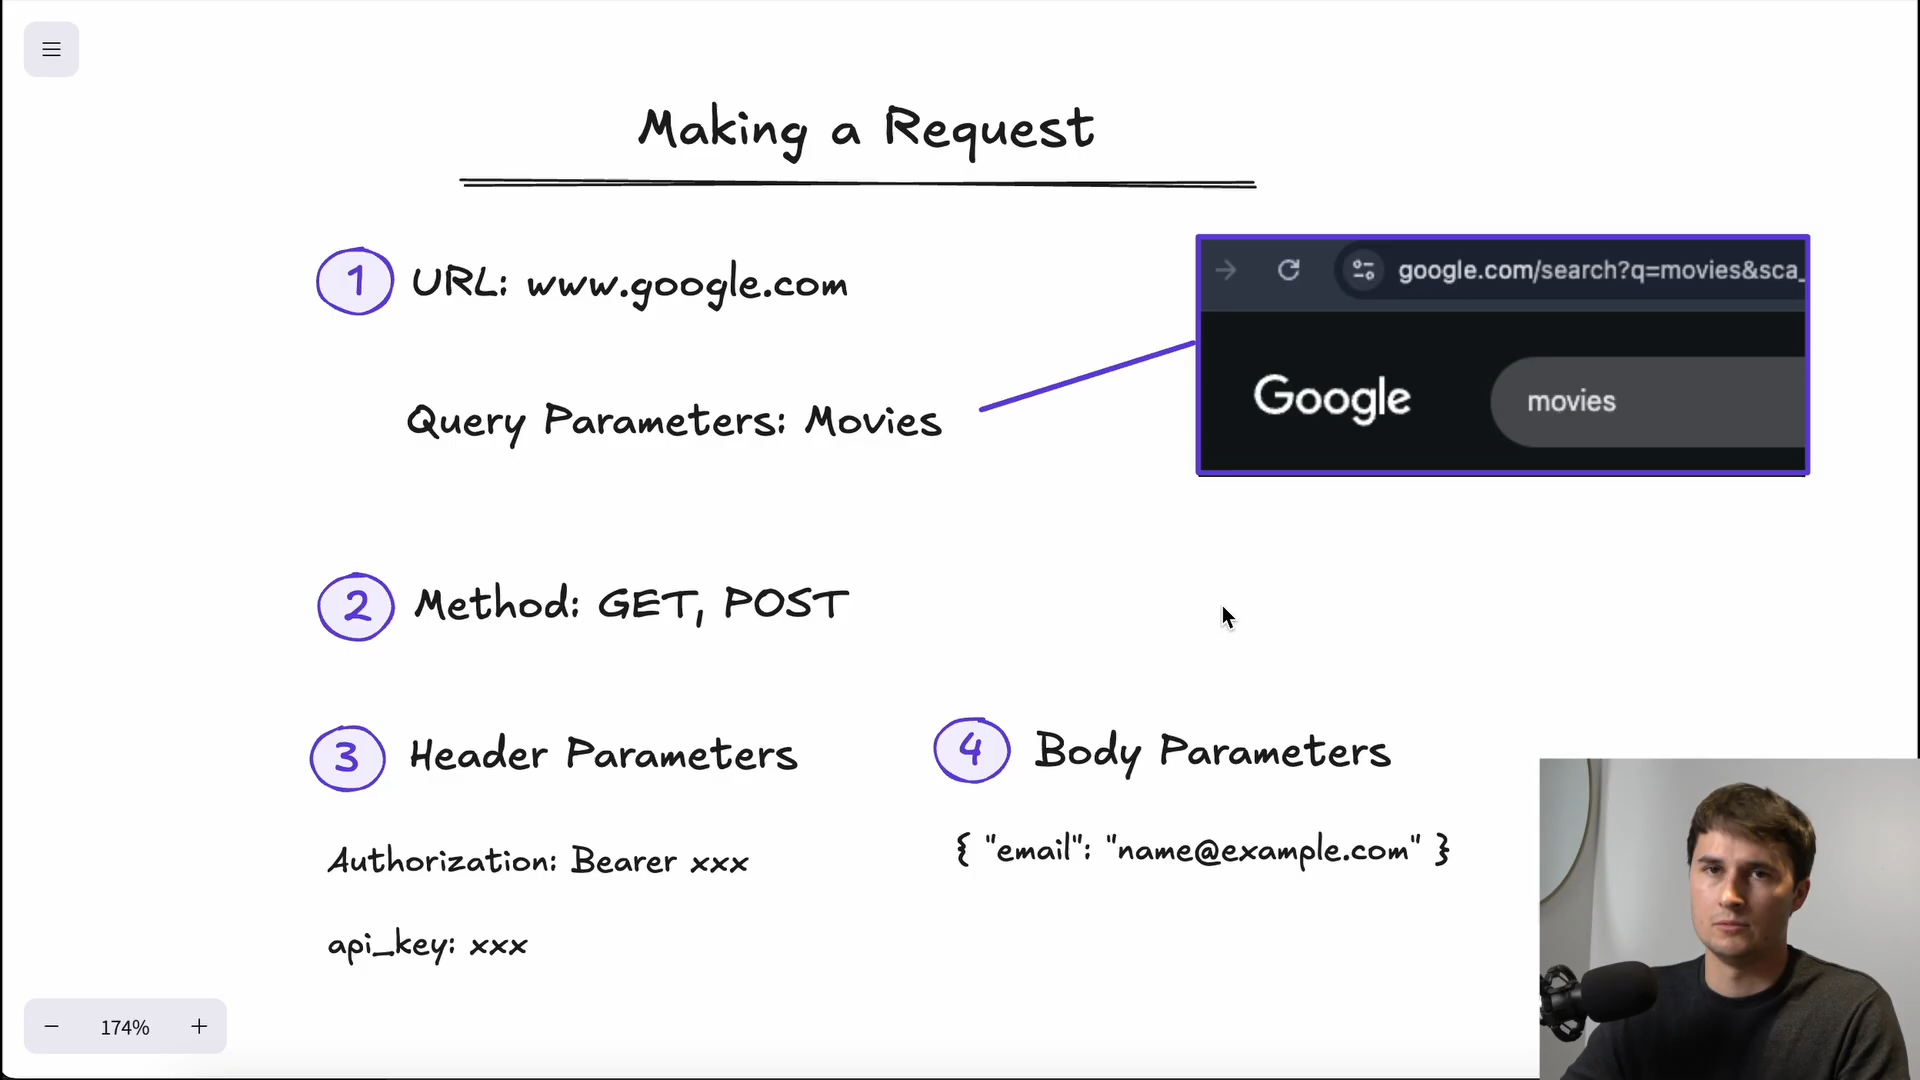 Making a Request
1 URL: www.google.com
google.com/search?q=movies&sca_
Google movies
Query Parameters: Movies
2 Method: GET, POST
3 Header Parameters
Authorization: Bearer xxx
api_key: xxx
4 Body Parameters
{ "email": "name@example.com" }
174%